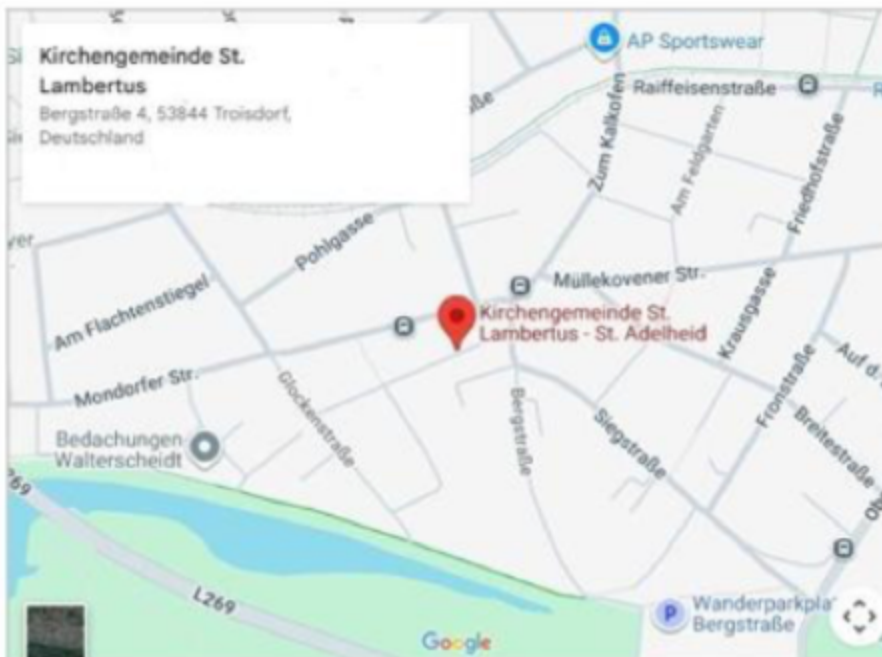 Kirchengemeinde St.
Lambertus
Bergstraße 4, 53844 Troisdorf,
Deutschland
AP Sportswear
Raiffeisenstraße
Zum Kalkofen
Am Feldgarten
Friedhofstraße
Pohlgasse
Müllekovener Str.
Am Flachtenstiegel
Kirchengemeinde St.
Lambertus - St. Adelheid
Krausgasse
Mondorfer Str.
Glockenstraße
Bergstraße
Siegstraße
Fronstraße
Auf d.
Breitestraße
Bedachungen
Walterscheidt
L269
Wanderparkpla
Bergstraße
P
Google